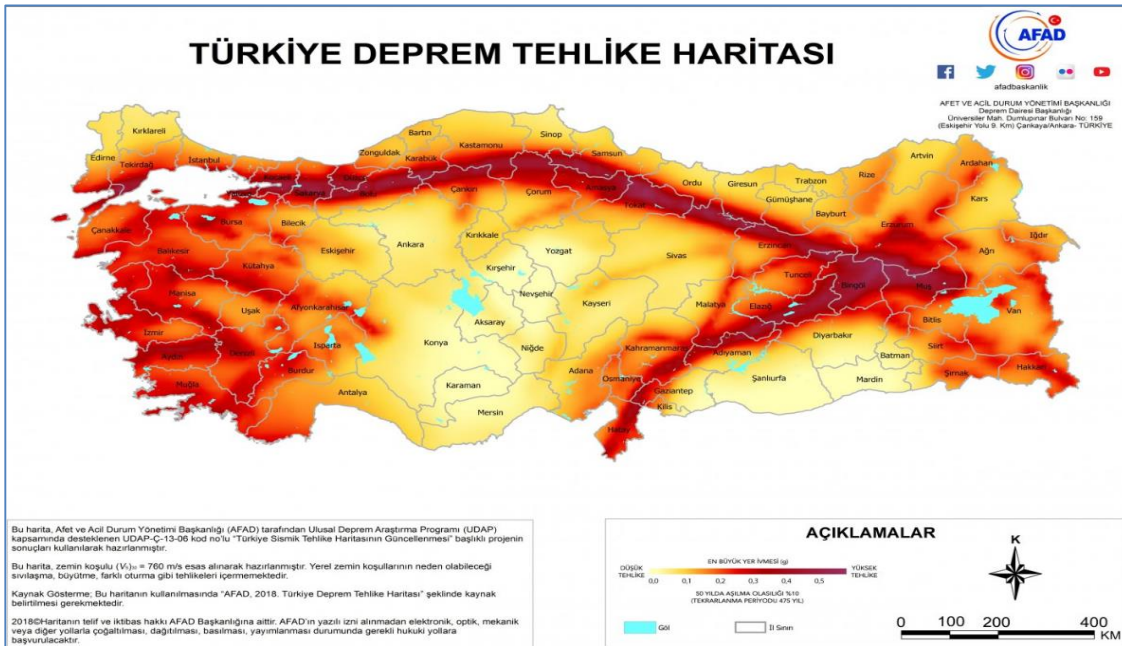 TÜRKİYE DEPREM TEHLİKE HARİTASI
AFAD
afadbaskanlik
AFET VE ACİL DURUM YÖNETİMİ BAŞKANLIĞI
Deprem Dairesi Başkanlığı
Üniversiler Mah. Dumlupınar Bulvarı No: 159
(Eskişehir Yolu 9. Km) Çankaya/Ankara- TÜRKİYE
Kırklareli
Edirne
Tekirdağ
İstanbul
Zonguldak
Bartın
Karabük
Kastamonu
Sinop
Samsun
Ordu
Giresun
Trabzon
Rize
Artvin
Ardahan
Kars
Gümüşhane
Bayburt
Erzurum
Iğdır
Ağrı
Sakarya
Çankırı
Çorum
Amasya
Tokat
Çanakkale
Bursa
Bilecik
Balıkesir
Kütahya
Eskişehir
Ankara
Kırıkkale
Yozgat
Sivas
Erzincan
Tunceli
Bingöl
Muş
Kırşehir
Nevşehir
Kayseri
Malatya
Elazığ
Bitlis
Van
Manisa
Uşak
Afyonkarahisar
Aksaray
Konya
Niğde
Kahramanmaraş
Adıyaman
Diyarbakır
Batman
Siirt
Şırnak
Hakkari
İzmir
Aydın
Denizli
Isparta
Burdur
Muğla
Antalya
Karaman
Mersin
Adana
Osmaniye
Gaziantep
Kilis
Şanlıurfa
Mardin
Hatay
Bu harita, Afet ve Acil Durum Yönetimi Başkanlığı (AFAD) tarafından Ulusal Deprem Araştırma Programı (UDAP)
kapsamında desteklenen UDAP-Ç-13-06 kod no'lu "Türkiye Sismik Tehlike Haritasının Güncellenmesi" başlıklı projenin
sonuçları kullanılarak hazırlanmıştır.
Bu harita, zemin koşulu (Vₛ)₃₀ = 760 m/s esas alınarak hazırlanmıştır. Yerel zemin koşullarının neden olabileceği
sıvılaşma, büyütme, farklı oturma gibi tehlikeleri içermemektedir.
Kaynak Gösterme; Bu haritanın kullanılmasında "AFAD, 2018. Türkiye Deprem Tehlike Haritası" şeklinde kaynak
belirtilmesi gerekmektedir.
2018©Haritanın telif ve iktibas hakkı AFAD Başkanlığına aittir. AFAD'ın yazılı izni alınmadan elektronik, optik, mekanik
veya diğer yollarla çoğaltılması, dağıtılması, basılması, yayımlanması durumunda gerekli hukuki yollara
başvurulacaktır.
AÇIKLAMALAR
EN BÜYÜK YER İVMESİ (g)
DÜŞÜK TEHLİKE
0,0 0,1 0,2 0,3 0,4 0,5
YÜKSEK TEHLİKE
50 YILDA AŞILMA OLASILIĞI %10
(TEKRARLANMA PERİYODU 475 YIL)
Göl
İl Sınırı
K
0 100 200 400
KM